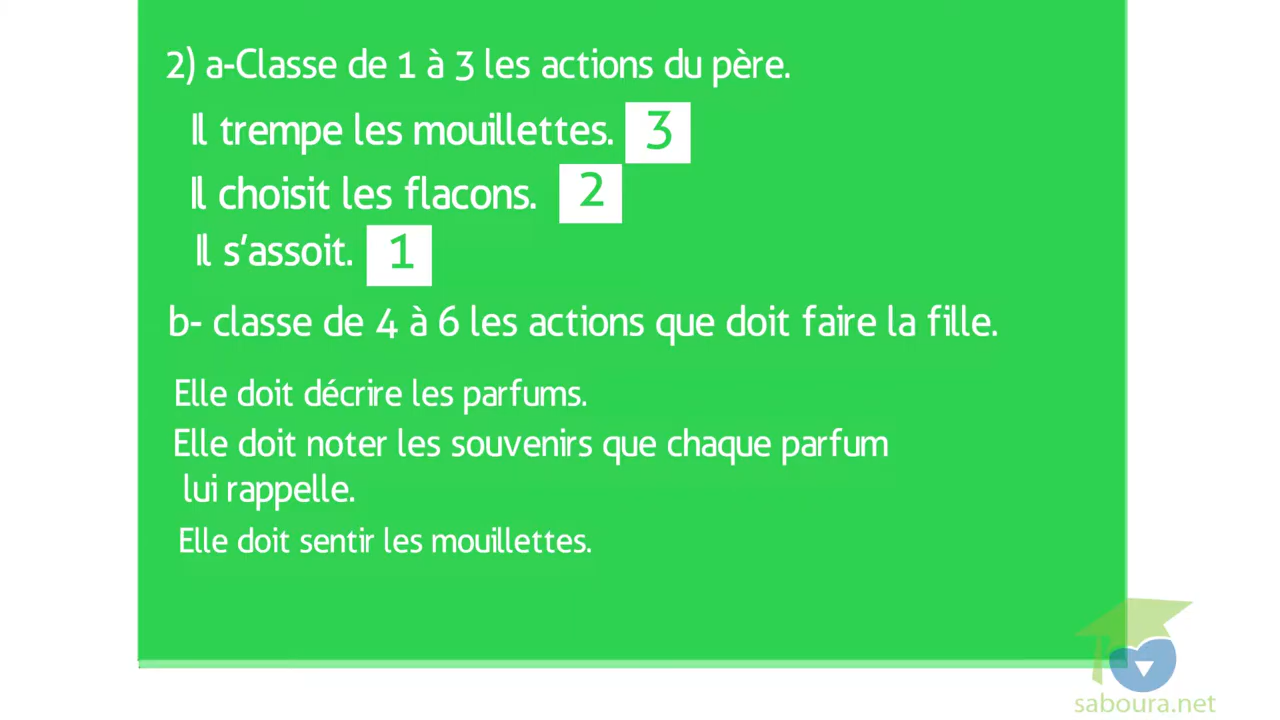 2) a-Classe de 1 à 3 les actions du père.
Il trempe les mouillettes. 3
Il choisit les flacons. 2
Il s'assoit. 1
b- classe de 4 à 6 les actions que doit faire la fille.
Elle doit décrire les parfums.
Elle doit noter les souvenirs que chaque parfum
lui rappelle.
Elle doit sentir les mouillettes.
saboura.net